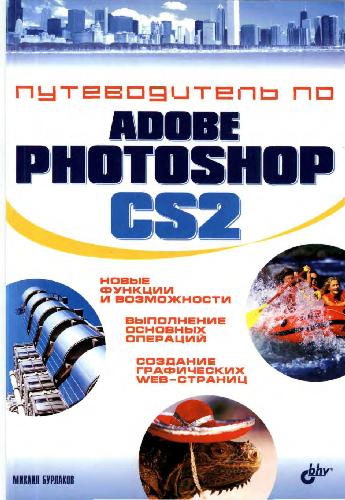 ПУТЕВОДИТЕЛЬ ПО
ADOBE
PHOTOSHOP
CS2
НОВЫЕ
ФУНКЦИИ
И ВОЗМОЖНОСТИ
ВЫПОЛНЕНИЕ
ОСНОВНЫХ
ОПЕРАЦИЙ
СОЗДАНИЕ
ГРАФИЧЕСКИХ
WEB-СТРАНИЦ
МИХАИЛ БУРЛАКОВ
bhv®